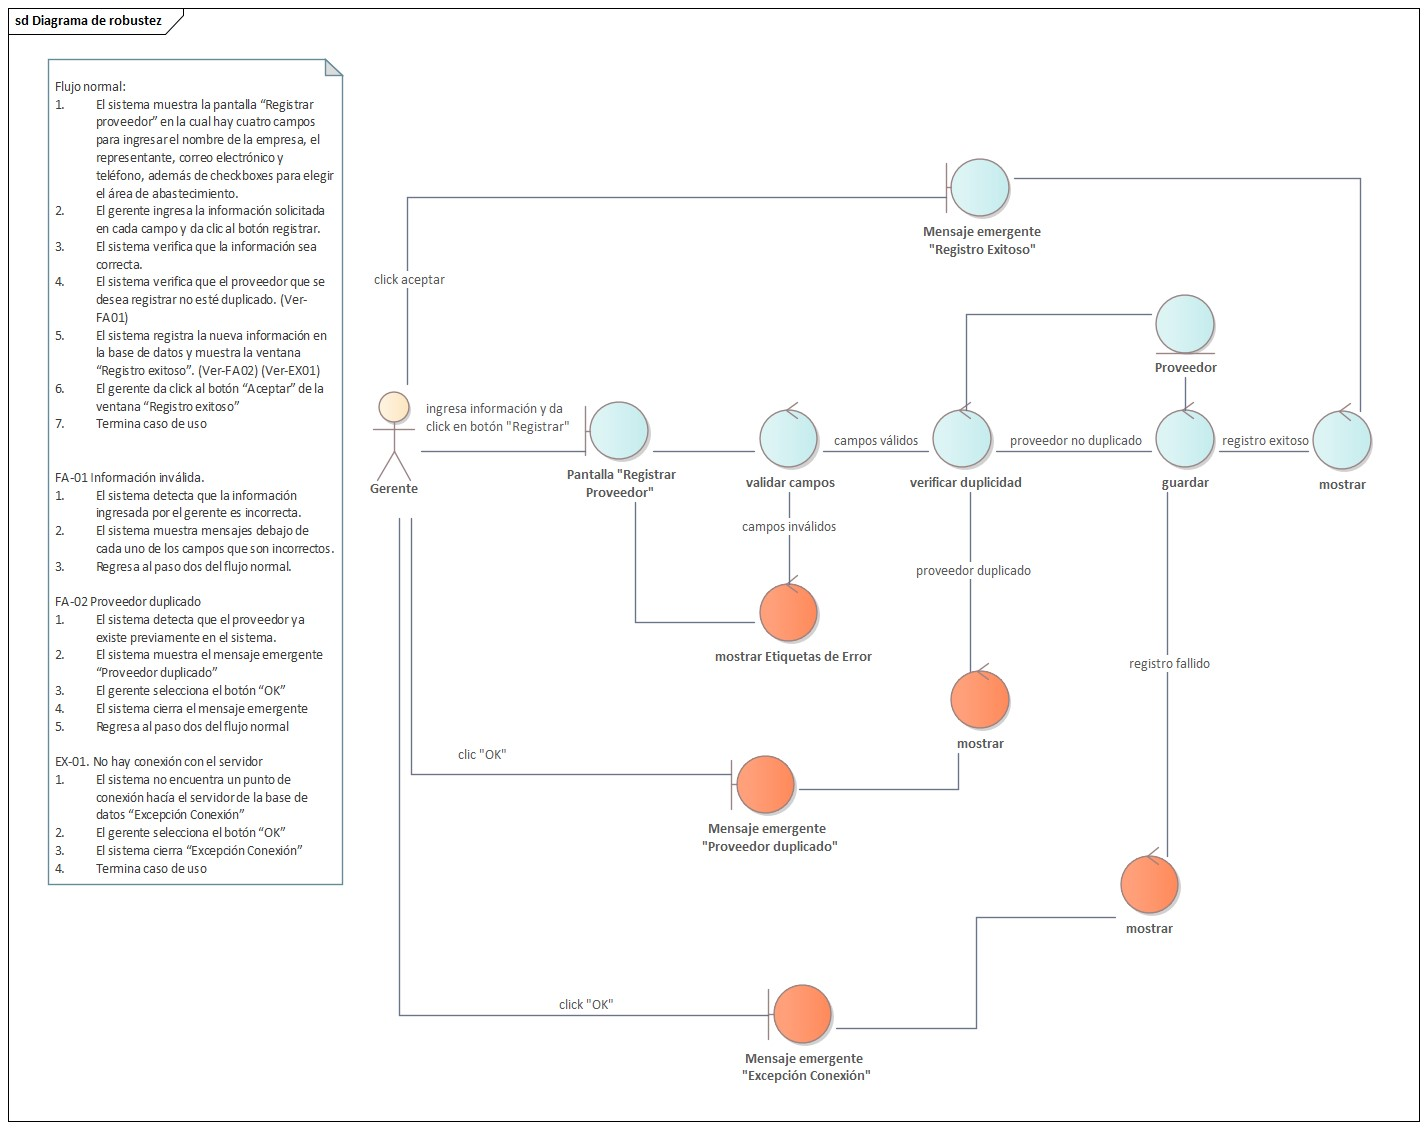 sd Diagrama de robustez
Flujo normal:
1. El sistema muestra la pantalla “Registrar
proveedor” en la cual hay cuatro campos
para ingresar el nombre de la empresa, el
representante, correo electrónico y
teléfono, además de checkboxes para elegir
el área de abastecimiento.
2. El gerente ingresa la información solicitada
en cada campo y da clic al botón registrar.
3. El sistema verifica que la información sea
correcta.
4. El sistema verifica que el proveedor que se
desea registrar no esté duplicado. (Ver-
FA01)
5. El sistema registra la nueva información en
la base de datos y muestra la ventana
“Registro exitoso”. (Ver-FA02) (Ver-EX01)
6. El gerente da click al botón “Aceptar” de la
ventana “Registro exitoso”
7. Termina caso de uso
FA-01 Información inválida.
1. El sistema detecta que la información
ingresada por el gerente es incorrecta.
2. El sistema muestra mensajes debajo de
cada uno de los campos que son incorrectos.
3. Regresa al paso dos del flujo normal.
FA-02 Proveedor duplicado
1. El sistema detecta que el proveedor ya
existe previamente en el sistema.
2. El sistema muestra el mensaje emergente
“Proveedor duplicado”
3. El gerente selecciona el botón “OK”
4. El sistema cierra el mensaje emergente
5. Regresa al paso dos del flujo normal
EX-01. No hay conexión con el servidor
1. El sistema no encuentra un punto de
conexión hacía el servidor de la base de
datos “Excepción Conexión”
2. El gerente selecciona el botón “OK”
3. El sistema cierra “Excepción Conexión”
4. Termina caso de uso
Mensaje emergente
"Registro Exitoso"
click aceptar
Proveedor
ingresa información y da
click en botón "Registrar"
Gerente
Pantalla "Registrar
Proveedor"
validar campos
campos válidos
verificar duplicidad
proveedor no duplicado
guardar
registro exitoso
mostrar
campos inválidos
proveedor duplicado
mostrar Etiquetas de Error
registro fallido
mostrar
clic "OK"
Mensaje emergente
"Proveedor duplicado"
mostrar
click "OK"
Mensaje emergente
"Excepción Conexión"